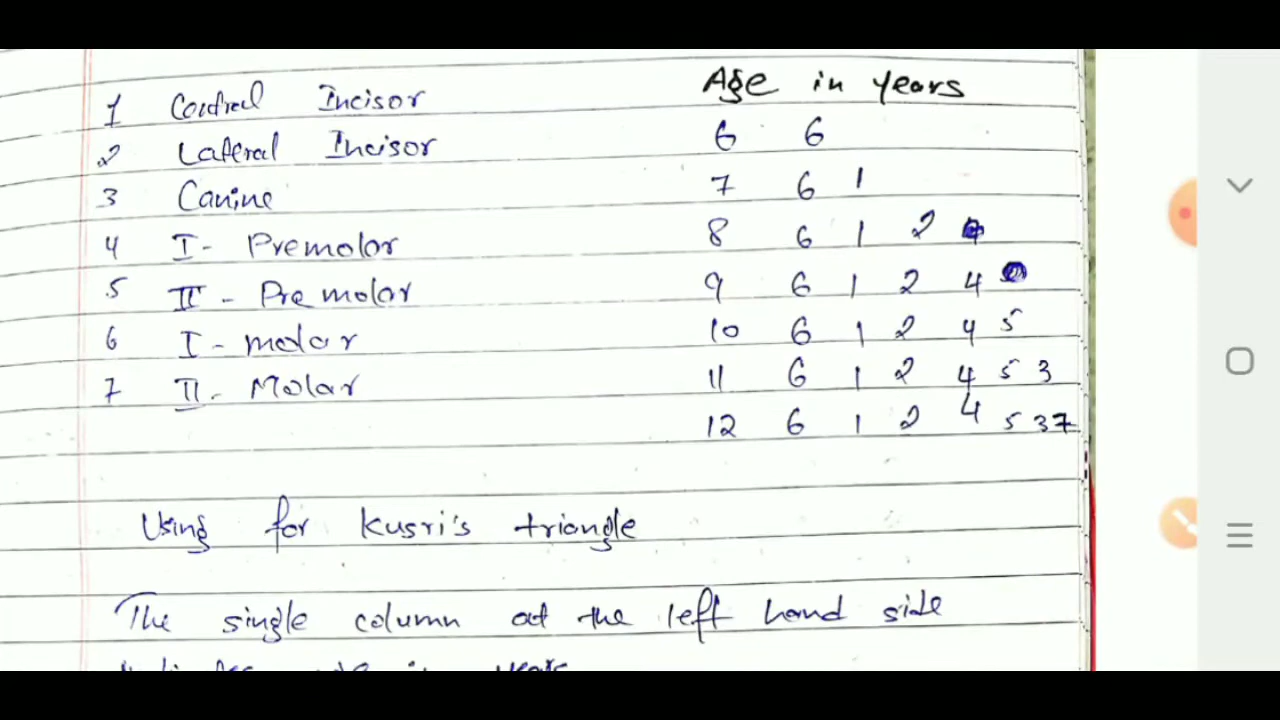 Age in years
1 Central Incisor
6 6
2 Lateral Incisor
7 6 1
3 Canine
8 6 1 2
4 I - Premolar
9 6 1 2 4
5 II - Premolar
10 6 1 2 4 5
6 I - molar
11 6 1 2 4 5 3
7 II - Molar
12 6 1 2 4 5 3 7
Using for Kusri's triangle
The single column at the left hand side